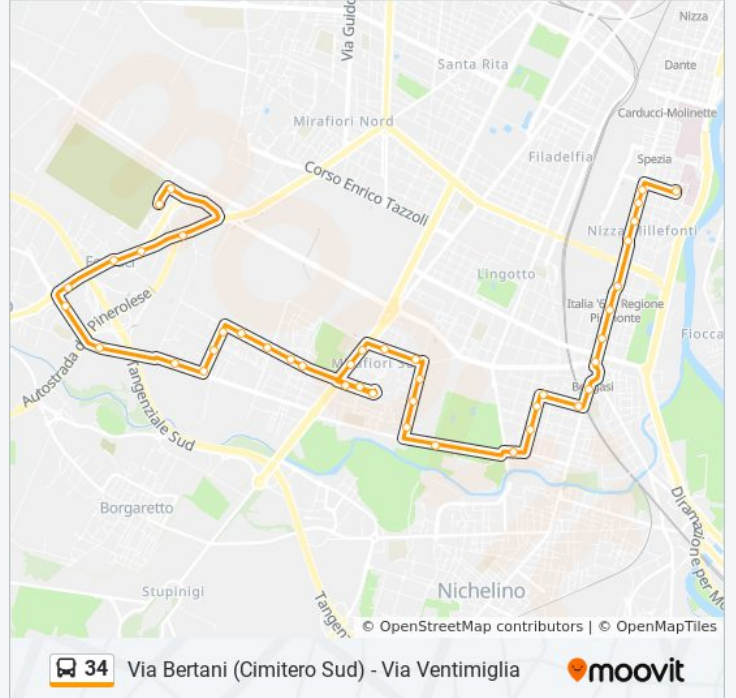 Via Guido
Nizza
Santa Rita
Dante
Mirafiori Nord
Carducci-Molinette
Filadelfia
Spezia
Corso Enrico Tazzoli
Nizza Millefonti
Lingotto
Italia '61 Regione
Piemonte
Fiocca
Autostrada Pinerolese
Mirafiori Sud
Bengasi
Tangenziale Sud
Borgaretto
Diramazione per Mo
Stupinigi
Nichelino
Tangen
© OpenStreetMap contributors | © OpenMapTiles
34 Via Bertani (Cimitero Sud) - Via Ventimiglia
moovit